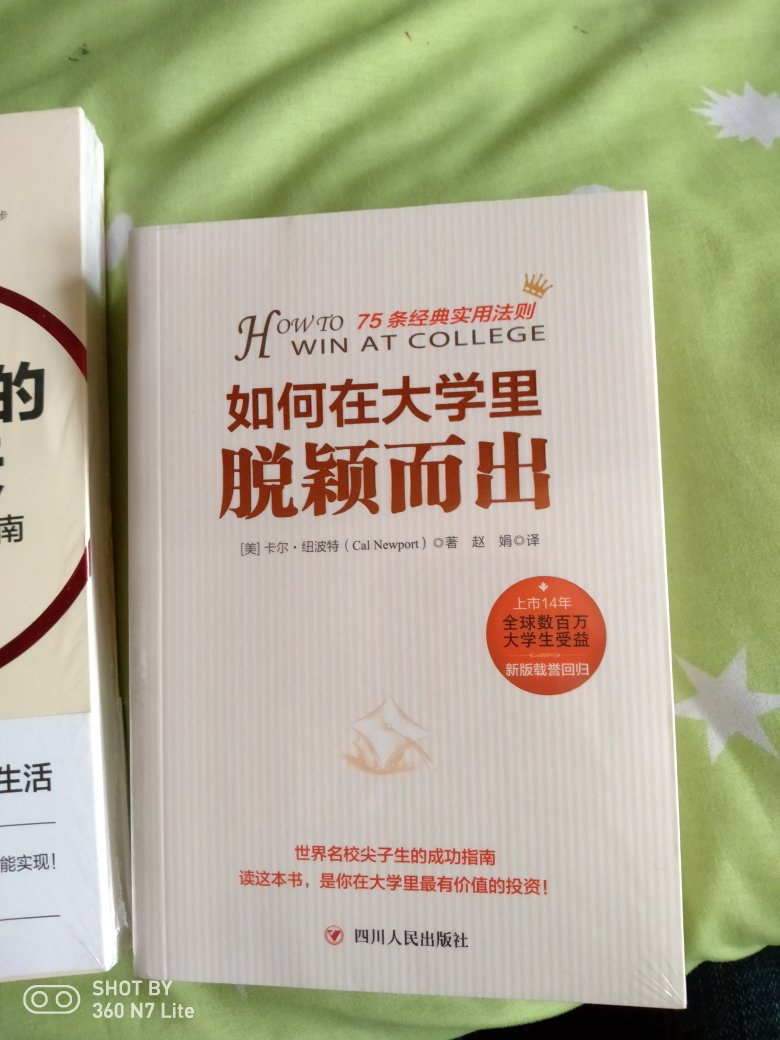 步
的
南
生活
能实现！
HOW TO 75条经典实用法则
WIN AT COLLEGE
如何在大学里
脱颖而出
[美] 卡尔·纽波特（Cal Newport）◎著 赵 娟◎译
上市14年
全球数百万
大学生受益
新版载誉回归
世界名校尖子生的成功指南
读这本书，是你在大学里最有价值的投资！
四川人民出版社
SHOT BY
360 N7 Lite